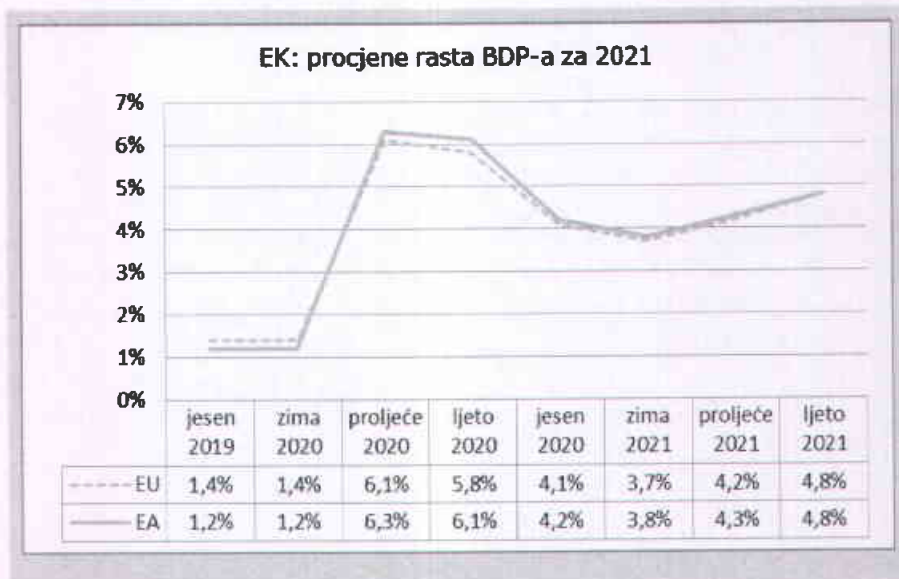 EK: procjene rasta BDP-a za 2021
7%
6%
5%
4%
3%
2%
1%
0%
jesen 2019 zima 2020 proljeće 2020 ljeto 2020 jesen 2020 zima 2021 proljeće 2021 ljeto 2021
EU 1,4% 1,4% 6,1% 5,8% 4,1% 3,7% 4,2% 4,8%
EA 1,2% 1,2% 6,3% 6,1% 4,2% 3,8% 4,3% 4,8%